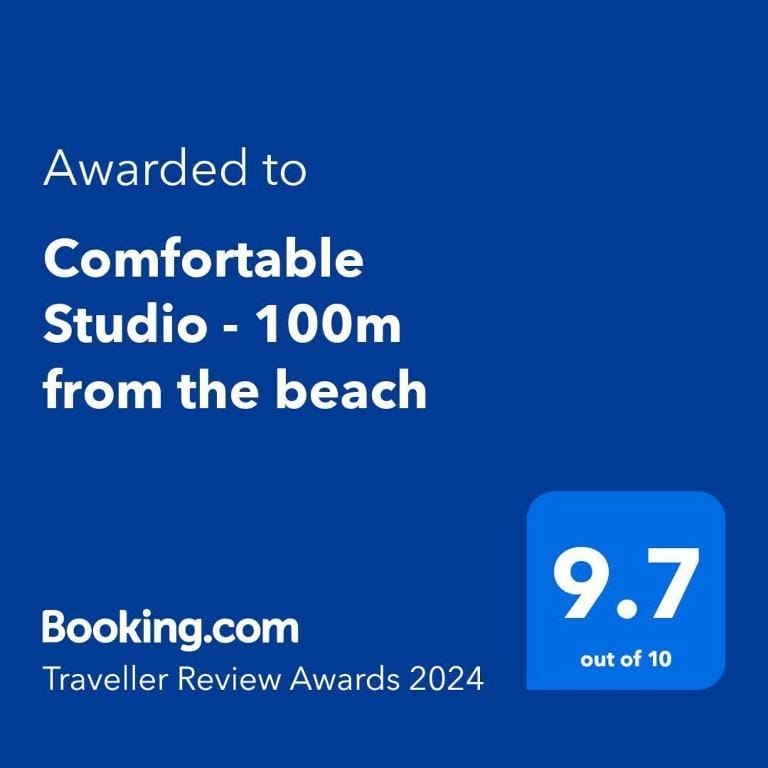 Awarded to
Comfortable
Studio - 100m
from the beach
9.7
out of 10
Booking.com
Traveller Review Awards 2024